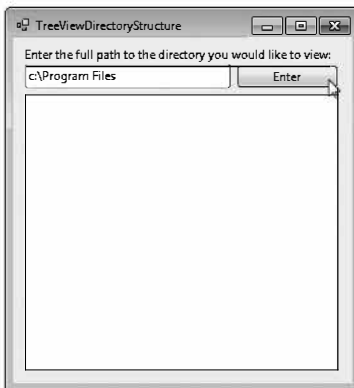 TreeViewDirectoryStructure
Enter the full path to the directory you would like to view:
c:\Program Files
Enter